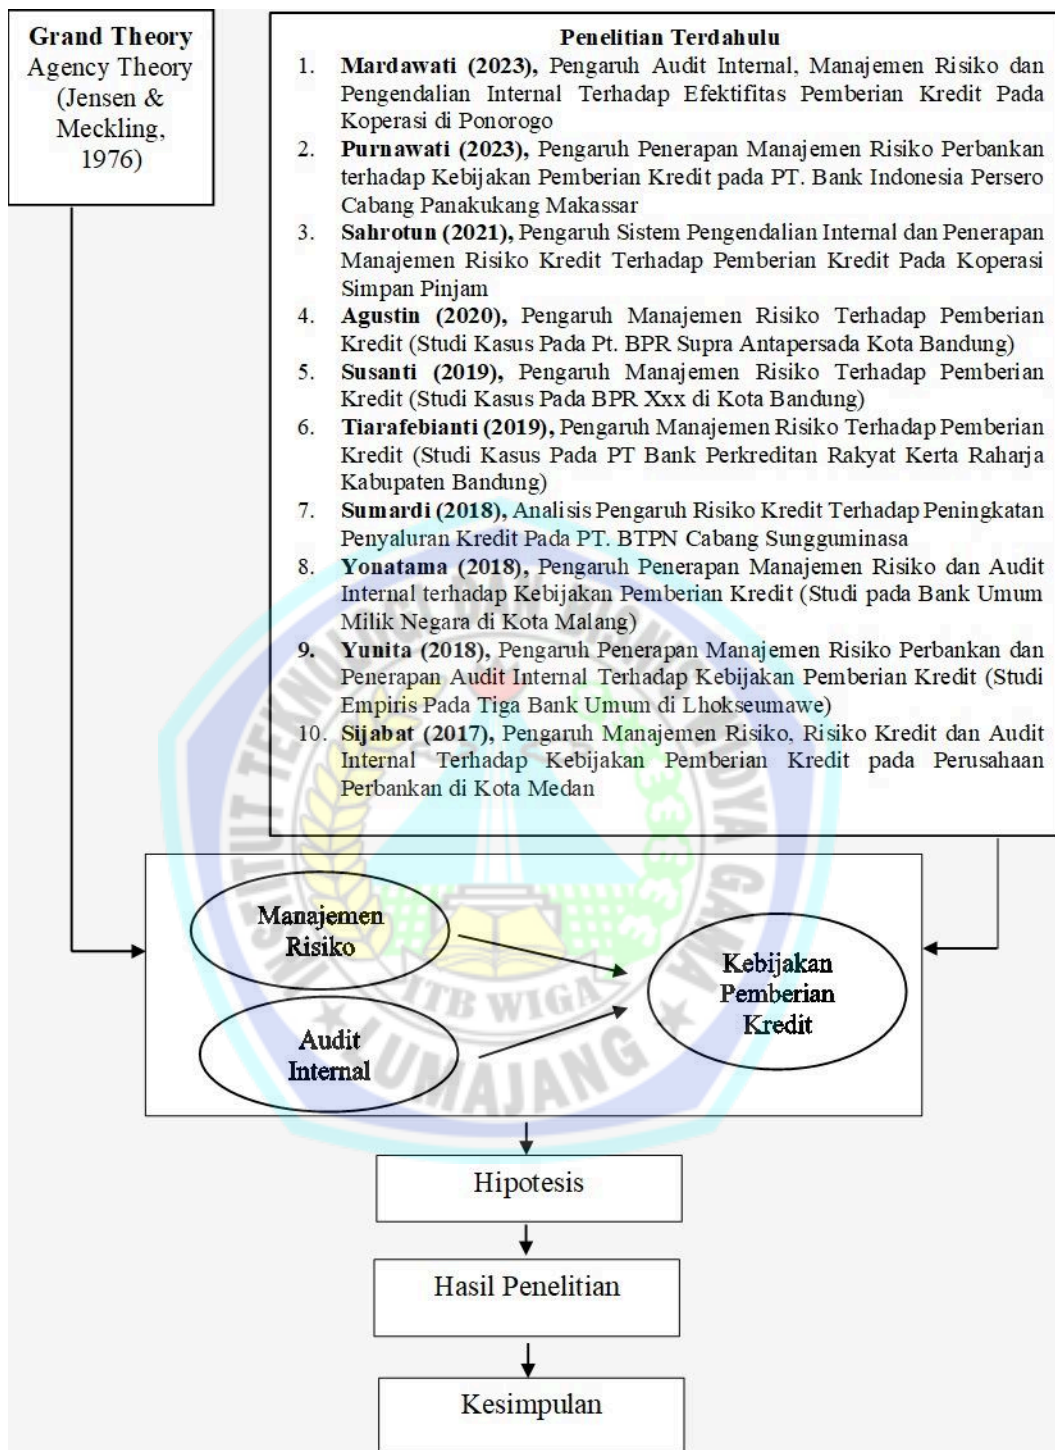 Grand Theory
Agency Theory
(Jensen &
Meckling,
1976)
Penelitian Terdahulu
1. Mardawati (2023), Pengaruh Audit Internal, Manajemen Risiko dan
Pengendalian Internal Terhadap Efektifitas Pemberian Kredit Pada
Koperasi di Ponorogo
2. Purnawati (2023), Pengaruh Penerapan Manajemen Risiko Perbankan
terhadap Kebijakan Pemberian Kredit pada PT. Bank Indonesia Persero
Cabang Panakukang Makassar
3. Sahrotun (2021), Pengaruh Sistem Pengendalian Internal dan Penerapan
Manajemen Risiko Kredit Terhadap Pemberian Kredit Pada Koperasi
Simpan Pinjam
4. Agustin (2020), Pengaruh Manajemen Risiko Terhadap Pemberian
Kredit (Studi Kasus Pada Pt. BPR Supra Antapersada Kota Bandung)
5. Susanti (2019), Pengaruh Manajemen Risiko Terhadap Pemberian
Kredit (Studi Kasus Pada BPR Xxx di Kota Bandung)
6. Tiarafebianti (2019), Pengaruh Manajemen Risiko Terhadap Pemberian
Kredit (Studi Kasus Pada PT Bank Perkreditan Rakyat Kerta Raharja
Kabupaten Bandung)
7. Sumardi (2018), Analisis Pengaruh Risiko Kredit Terhadap Peningkatan
Penyaluran Kredit Pada PT. BTPN Cabang Sungguminasa
8. Yonatama (2018), Pengaruh Penerapan Manajemen Risiko dan Audit
Internal terhadap Kebijakan Pemberian Kredit (Studi pada Bank Umum
Milik Negara di Kota Malang)
9. Yunita (2018), Pengaruh Penerapan Manajemen Risiko Perbankan dan
Penerapan Audit Internal Terhadap Kebijakan Pemberian Kredit (Studi
Empiris Pada Tiga Bank Umum di Lhokseumawe)
10. Sijabat (2017), Pengaruh Manajemen Risiko, Risiko Kredit dan Audit
Internal Terhadap Kebijakan Pemberian Kredit pada Perusahaan
Perbankan di Kota Medan
INSTITUT TEKNOLOGI DAN BISNIS WIDYA GAMA
ITB WIGA
LUMAJANG
Manajemen
Risiko
Audit
Internal
Kebijakan
Pemberian
Kredit
Hipotesis
Hasil Penelitian
Kesimpulan